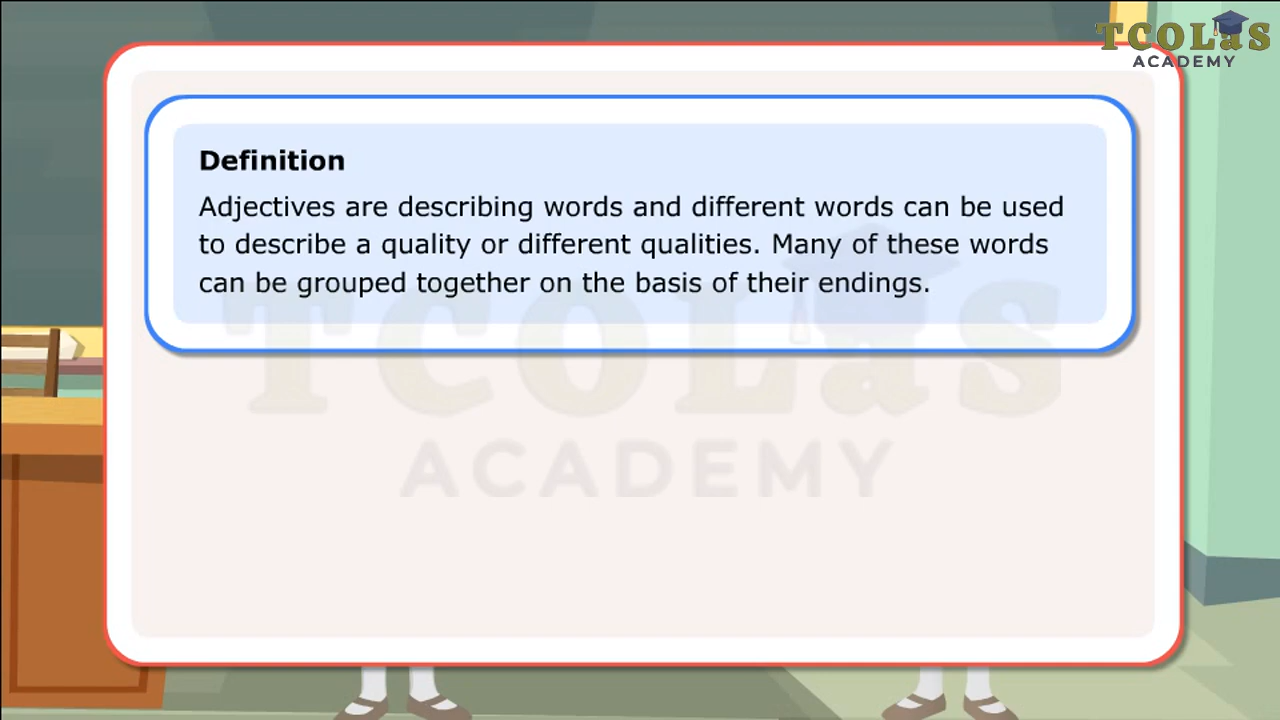 TCOLaS
ACADEMY
Definition
Adjectives are describing words and different words can be used
to describe a quality or different qualities. Many of these words
can be grouped together on the basis of their endings.
TCOLaS
ACADEMY